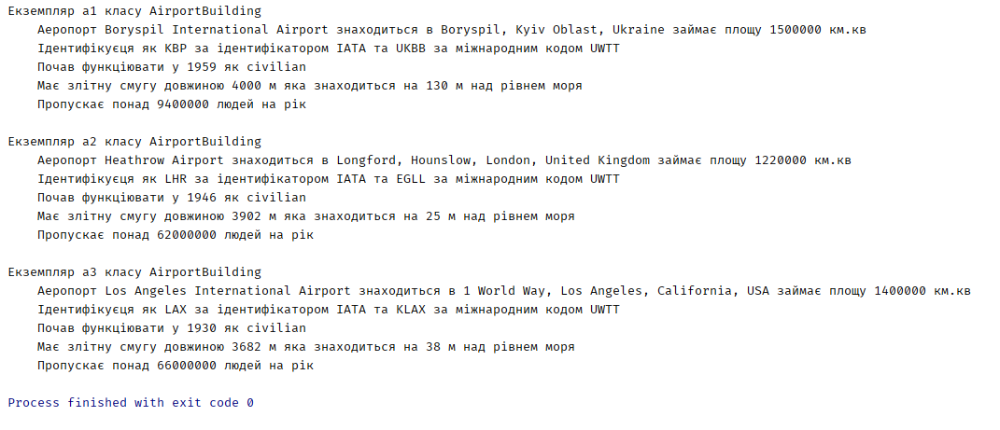 Екземпляр a1 класу AirportBuilding
Аеропорт Boryspil International Airport знаходиться в Boryspil, Kyiv Oblast, Ukraine займає площу 1500000 км.кв
Ідентифікуєця як KBP за ідентифікатором IATA та UKBB за міжнародним кодом UWTT
Почав функціювати у 1959 як civilian
Має злітну смугу довжиною 4000 м яка знаходиться на 130 м над рівнем моря
Пропускає понад 9400000 людей на рік
Екземпляр a2 класу AirportBuilding
Аеропорт Heathrow Airport знаходиться в Longford, Hounslow, London, United Kingdom займає площу 1220000 км.кв
Ідентифікуєця як LHR за ідентифікатором IATA та EGLL за міжнародним кодом UWTT
Почав функціювати у 1946 як civilian
Має злітну смугу довжиною 3902 м яка знаходиться на 25 м над рівнем моря
Пропускає понад 62000000 людей на рік
Екземпляр a3 класу AirportBuilding
Аеропорт Los Angeles International Airport знаходиться в 1 World Way, Los Angeles, California, USA займає площу 1400000 км.кв
Ідентифікуєця як LAX за ідентифікатором IATA та KLAX за міжнародним кодом UWTT
Почав функціювати у 1930 як civilian
Має злітну смугу довжиною 3682 м яка знаходиться на 38 м над рівнем моря
Пропускає понад 66000000 людей на рік
Process finished with exit code 0